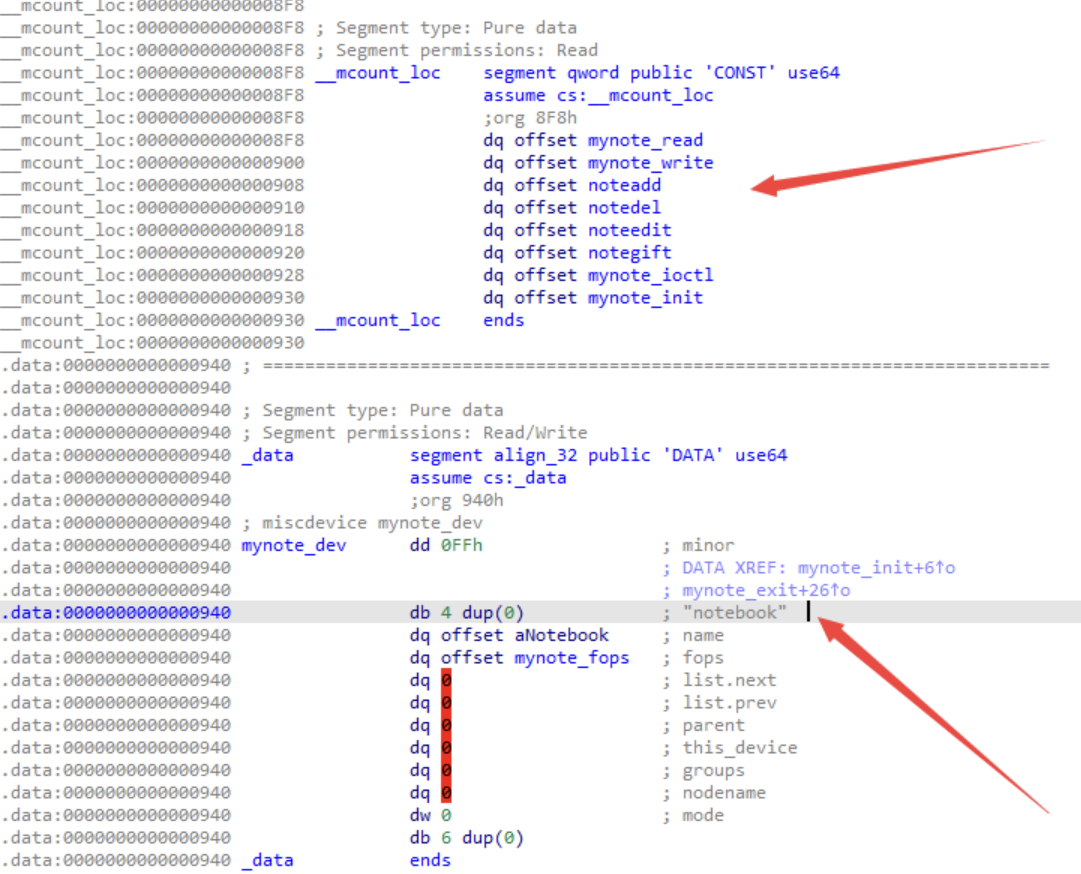 __mcount_loc:00000000000008F8
__mcount_loc:00000000000008F8 ; Segment type: Pure data
__mcount_loc:00000000000008F8 ; Segment permissions: Read
__mcount_loc:00000000000008F8 __mcount_loc segment qword public 'CONST' use64
__mcount_loc:00000000000008F8 assume cs:__mcount_loc
__mcount_loc:00000000000008F8 ;org 8F8h
__mcount_loc:00000000000008F8 dq offset mynote_read
__mcount_loc:0000000000000900 dq offset mynote_write
__mcount_loc:0000000000000908 dq offset noteadd
__mcount_loc:0000000000000910 dq offset notedel
__mcount_loc:0000000000000918 dq offset noteedit
__mcount_loc:0000000000000920 dq offset notegift
__mcount_loc:0000000000000928 dq offset mynote_ioctl
__mcount_loc:0000000000000930 dq offset mynote_init
__mcount_loc:0000000000000930 __mcount_loc ends
__mcount_loc:0000000000000930
.data:0000000000000940 ; ===========================================================================
.data:0000000000000940
.data:0000000000000940 ; Segment type: Pure data
.data:0000000000000940 ; Segment permissions: Read/Write
.data:0000000000000940 _data segment align_32 public 'DATA' use64
.data:0000000000000940 assume cs:_data
.data:0000000000000940 ;org 940h
.data:0000000000000940 ; miscdevice mynote_dev
.data:0000000000000940 mynote_dev dd 0FFh ; minor
.data:0000000000000940 ; DATA XREF: mynote_init+6↑o
.data:0000000000000940 ; mynote_exit+26↑o
.data:0000000000000940 db 4 dup(0) ; "notebook"
.data:0000000000000940 dq offset aNotebook ; name
.data:0000000000000940 dq offset mynote_fops ; fops
.data:0000000000000940 dq 0 ; list.next
.data:0000000000000940 dq 0 ; list.prev
.data:0000000000000940 dq 0 ; parent
.data:0000000000000940 dq 0 ; this_device
.data:0000000000000940 dq 0 ; groups
.data:0000000000000940 dq 0 ; nodename
.data:0000000000000940 dw 0 ; mode
.data:0000000000000940 db 6 dup(0)
.data:0000000000000940 _data ends